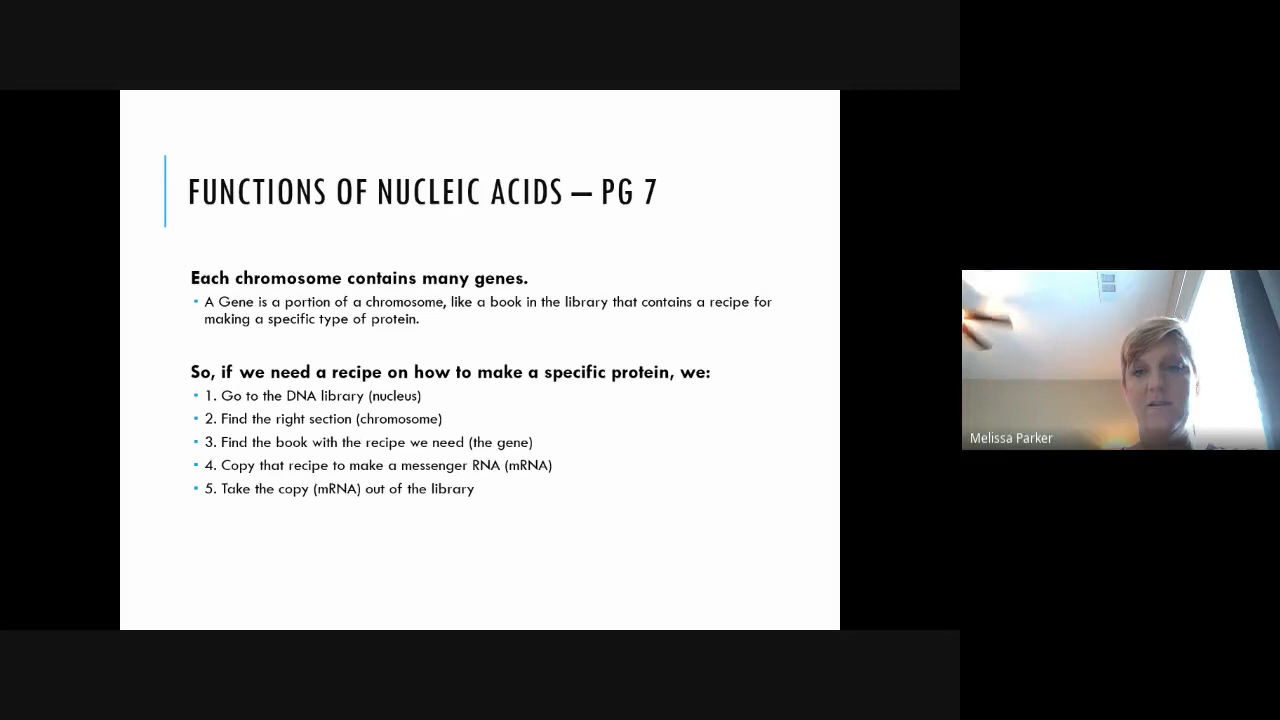 FUNCTIONS OF NUCLEIC ACIDS – PG 7
Each chromosome contains many genes.
▪ A Gene is a portion of a chromosome, like a book in the library that contains a recipe for
making a specific type of protein.
So, if we need a recipe on how to make a specific protein, we:
▪ 1. Go to the DNA library (nucleus)
▪ 2. Find the right section (chromosome)
▪ 3. Find the book with the recipe we need (the gene)
▪ 4. Copy that recipe to make a messenger RNA (mRNA)
▪ 5. Take the copy (mRNA) out of the library
Melissa Parker